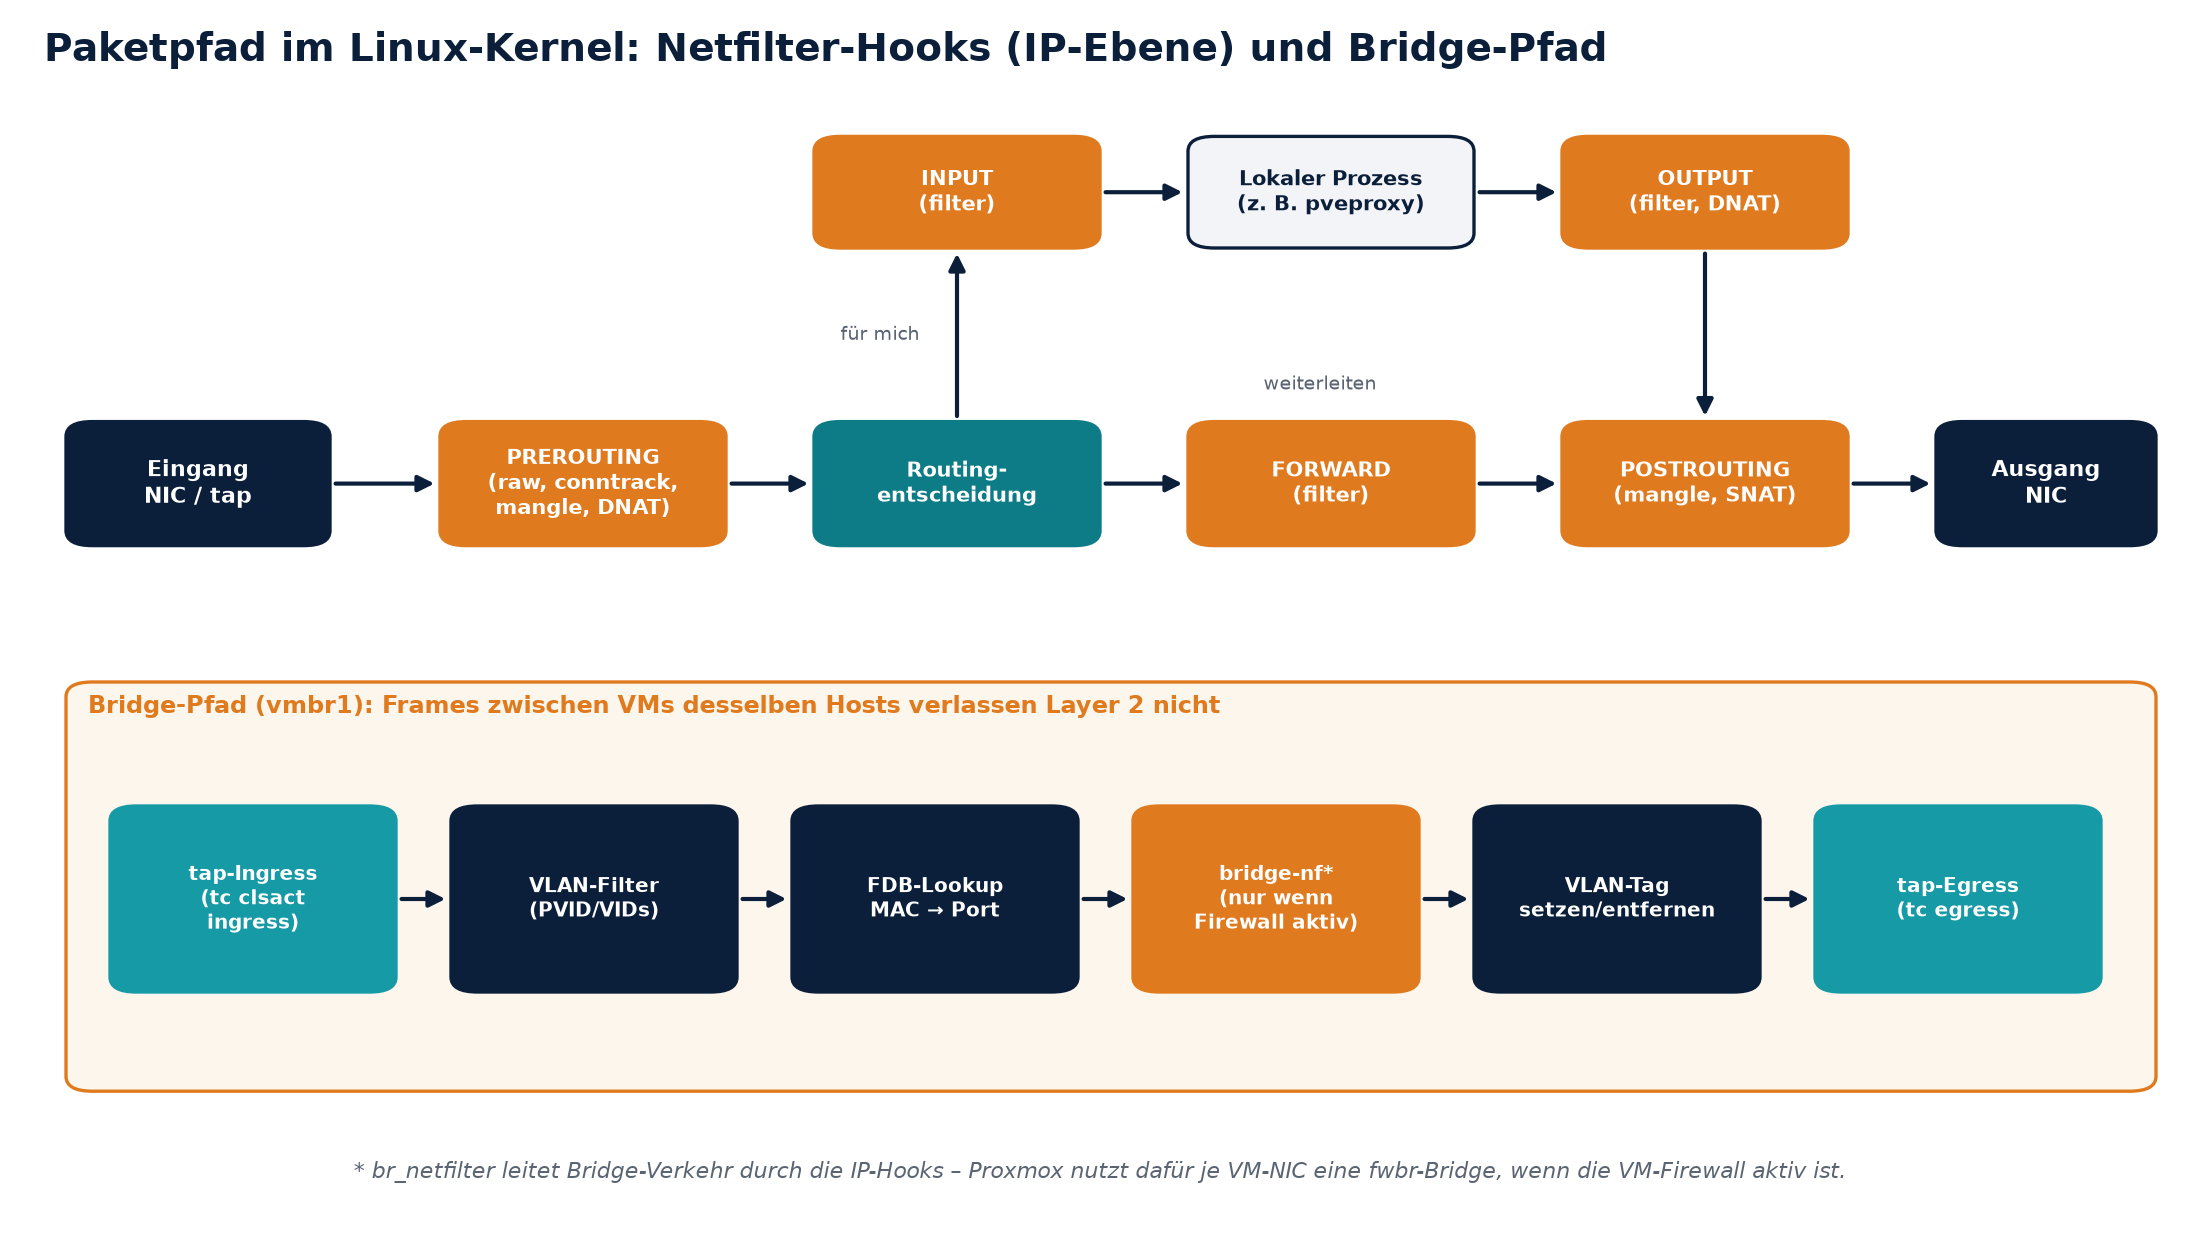 Paketpfad im Linux-Kernel: Netfilter-Hooks (IP-Ebene) und Bridge-Pfad
INPUT
(filter)
Lokaler Prozess
(z. B. pveproxy)
OUTPUT
(filter, DNAT)
für mich
weiterleiten
Eingang
NIC / tap
PREROUTING
(raw, conntrack,
mangle, DNAT)
Routing-
entscheidung
FORWARD
(filter)
POSTROUTING
(mangle, SNAT)
Ausgang
NIC
Bridge-Pfad (vmbr1): Frames zwischen VMs desselben Hosts verlassen Layer 2 nicht
tap-Ingress
(tc clsact
ingress)
VLAN-Filter
(PVID/VIDs)
FDB-Lookup
MAC → Port
bridge-nf*
(nur wenn
Firewall aktiv)
VLAN-Tag
setzen/entfernen
tap-Egress
(tc egress)
* br_netfilter leitet Bridge-Verkehr durch die IP-Hooks – Proxmox nutzt dafür je VM-NIC eine fwbr-Bridge, wenn die VM-Firewall aktiv ist.